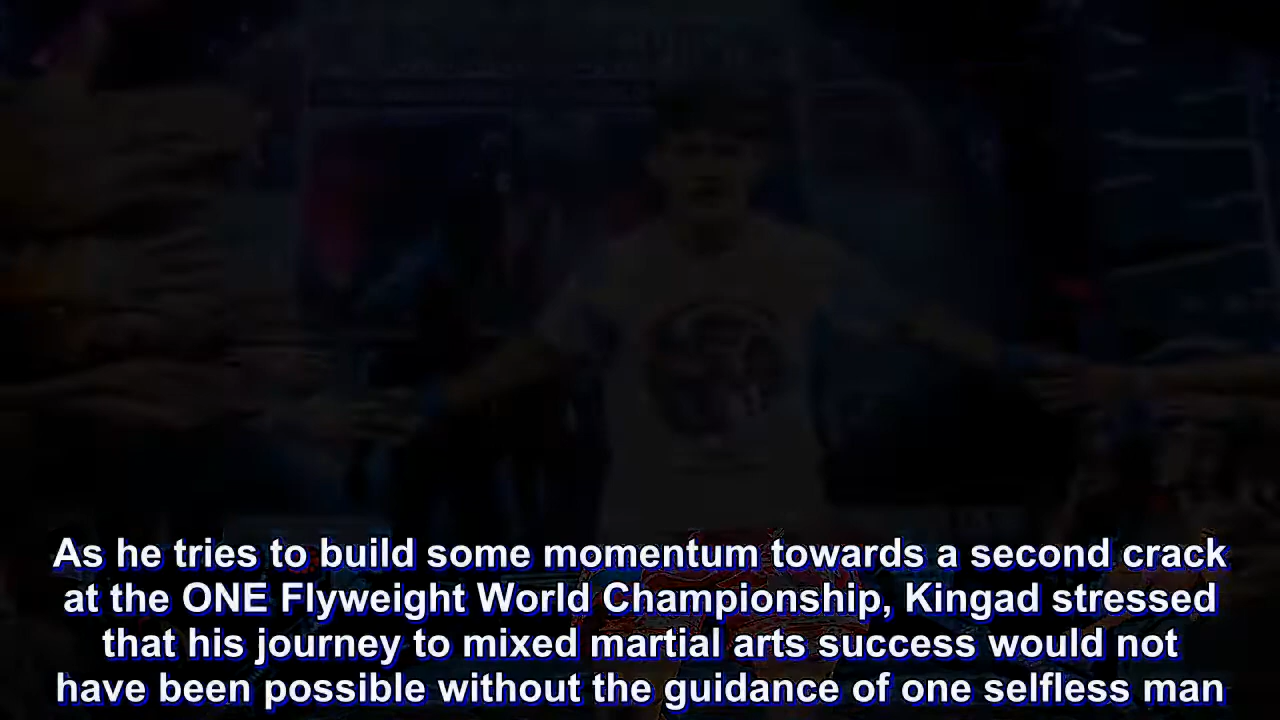 As he tries to build some momentum towards a second crack
at the ONE Flyweight World Championship, Kingad stressed
that his journey to mixed martial arts success would not
have been possible without the guidance of one selfless man